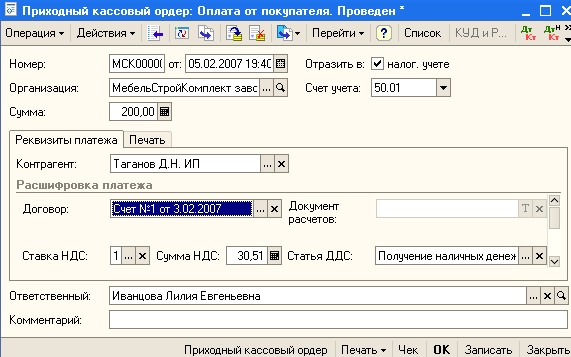 Приходный кассовый ордер: Оплата от покупателя. Проведен *
Операция Действия Перейти ? Список КУД и Р... Дт Кт Дт Кт Н
Номер: МСК00000 от: 05.02.2007 19:40 Отразить в: налог. учете
Организация: МебельСтройКомплект завс ... Счет учета: 50.01
Сумма: 200,00
Реквизиты платежа Печать
Контрагент: Таганов Д.Н. ИП ... ×
Расшифровка платежа
Договор: Счет №1 от 3.02.2007 ... × Документ расчетов: T ×
Ставка НДС: 1 ... × Сумма НДС: 30,51 Статья ДДС: Получение наличных денеж ... ×
Ответственный: Иванцова Лилия Евгеньевна ... ×
Комментарий:
Приходный кассовый ордер Печать Чек OK Записать Закрыть